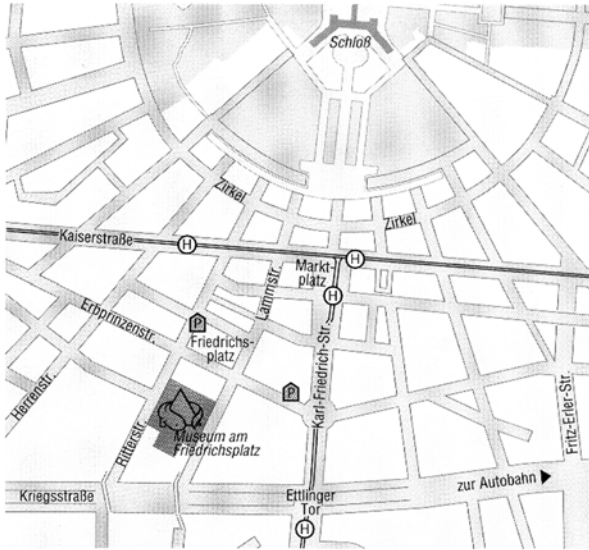 Schloß
Zirkel
Zirkel
Kaiserstraße
H
H
Markt-
platz
H
Lammstr.
Erbprinzenstr.
P
Friedrichs-
platz
Karl-Friedrich-Str.
P
Herrenstr.
Fritz-Erler-Str.
Museum am
Friedrichsplatz
Ritterstr.
Kriegsstraße
zur Autobahn
Ettlinger
Tor
H